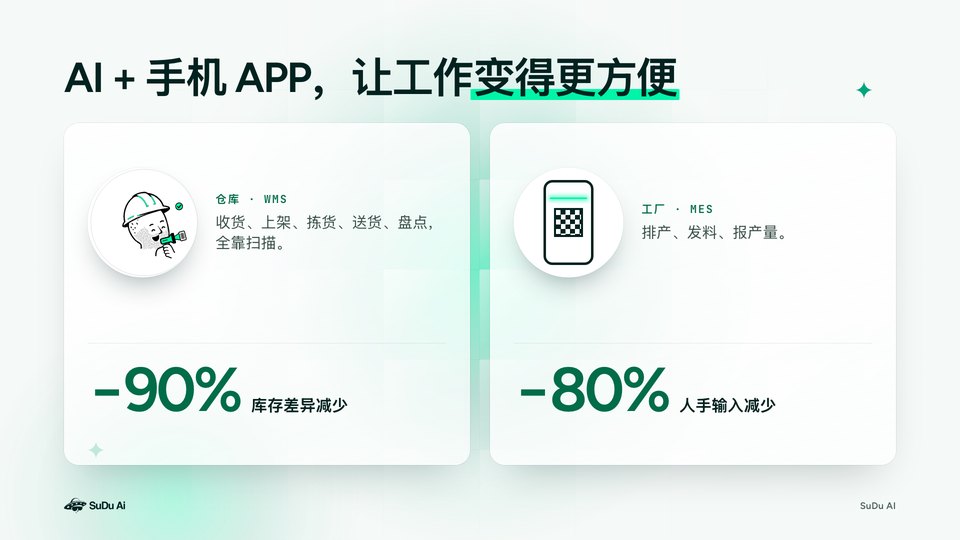 AI + 手机 APP，让工作变得更方便
仓库 · WMS
收货、上架、拣货、送货、盘点，
全靠扫描。
工厂 · MES
排产、发料、报产量。
-90% 库存差异减少
-80% 人手输入减少
SuDu Ai
SuDu AI